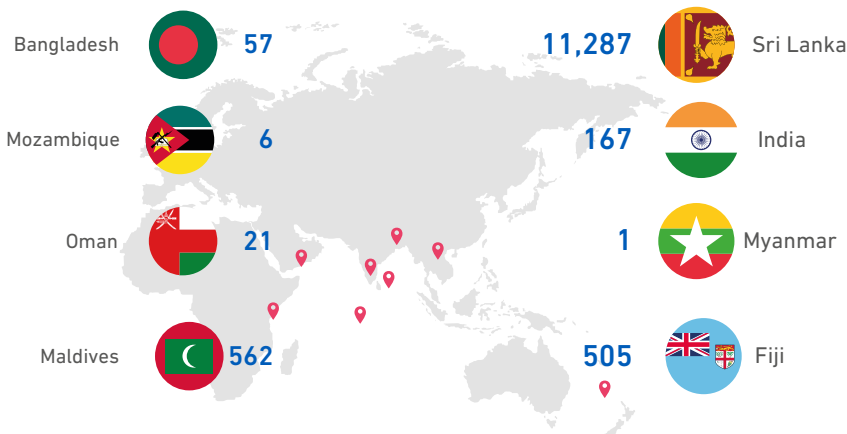 Bangladesh 57 11,287 Sri Lanka
Mozambique 6 167 India
Oman 21 1 Myanmar
Maldives 562 505 Fiji